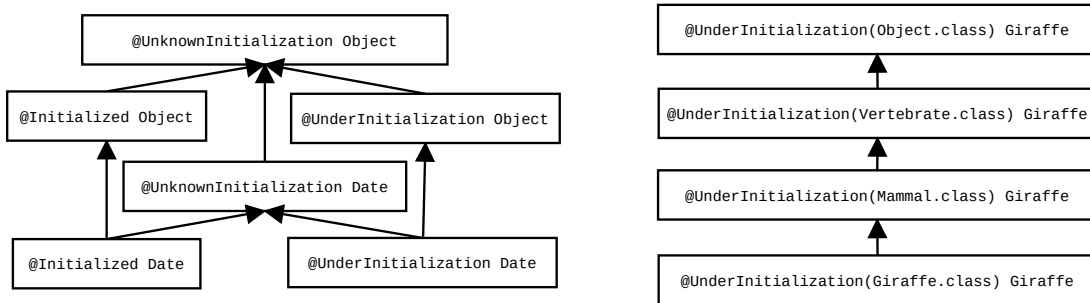 @UnknownInitialization Object
@Initialized Object
@UnderInitialization Object
@UnknownInitialization Date
@Initialized Date
@UnderInitialization Date
@UnderInitialization(Object.class) Giraffe
@UnderInitialization(Vertebrate.class) Giraffe
@UnderInitialization(Mammal.class) Giraffe
@UnderInitialization(Giraffe.class) Giraffe